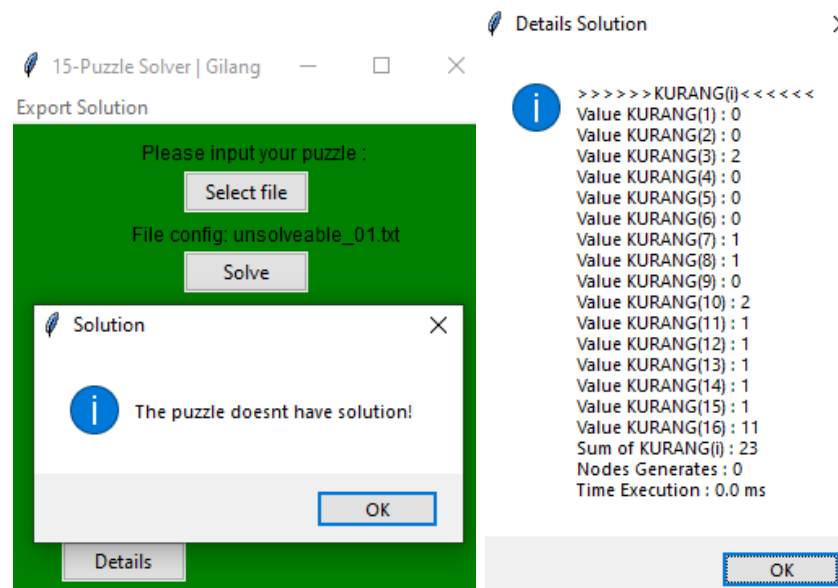 15-Puzzle Solver | Gilang
Export Solution
Please input your puzzle :
Select file
File config: unsolveable_01.txt
Solve
Solution
The puzzle doesnt have solution!
OK
Details
Details Solution
>>>>>>KURANG(i)<<<<<<
Value KURANG(1) : 0
Value KURANG(2) : 0
Value KURANG(3) : 2
Value KURANG(4) : 0
Value KURANG(5) : 0
Value KURANG(6) : 0
Value KURANG(7) : 1
Value KURANG(8) : 1
Value KURANG(9) : 0
Value KURANG(10) : 2
Value KURANG(11) : 1
Value KURANG(12) : 1
Value KURANG(13) : 1
Value KURANG(14) : 1
Value KURANG(15) : 1
Value KURANG(16) : 11
Sum of KURANG(i) : 23
Nodes Generates : 0
Time Execution : 0.0 ms
OK